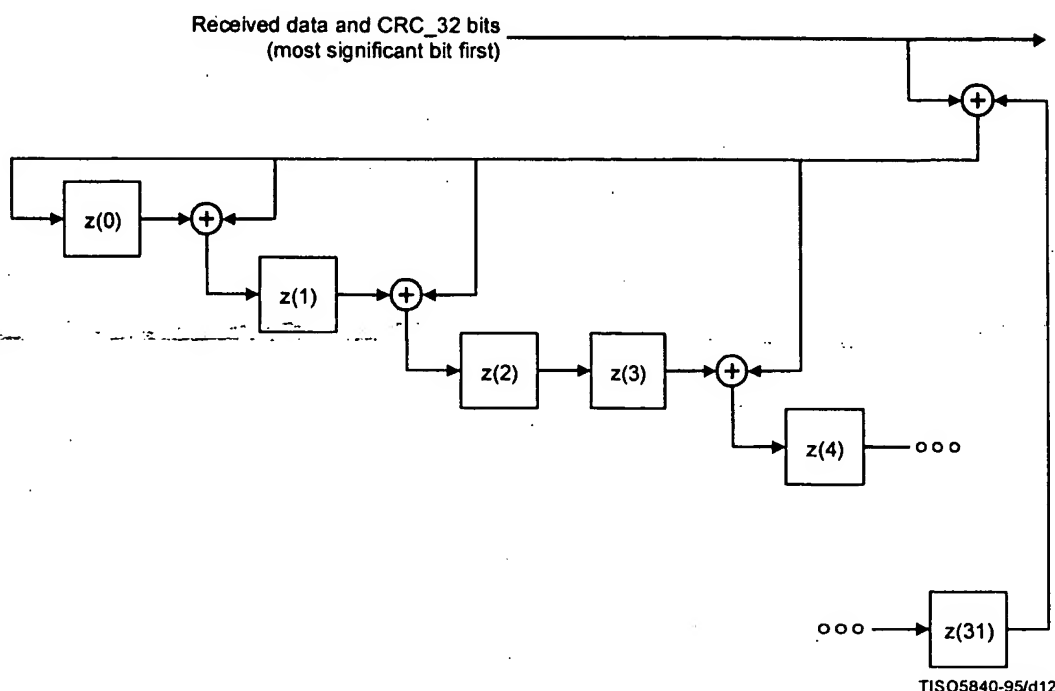 Received data and CRC_32 bits
(most significant bit first)
+
z(0)
+
z(1)
+
z(2)
z(3)
+
z(4)
z(31)
TISO5840-95/d12